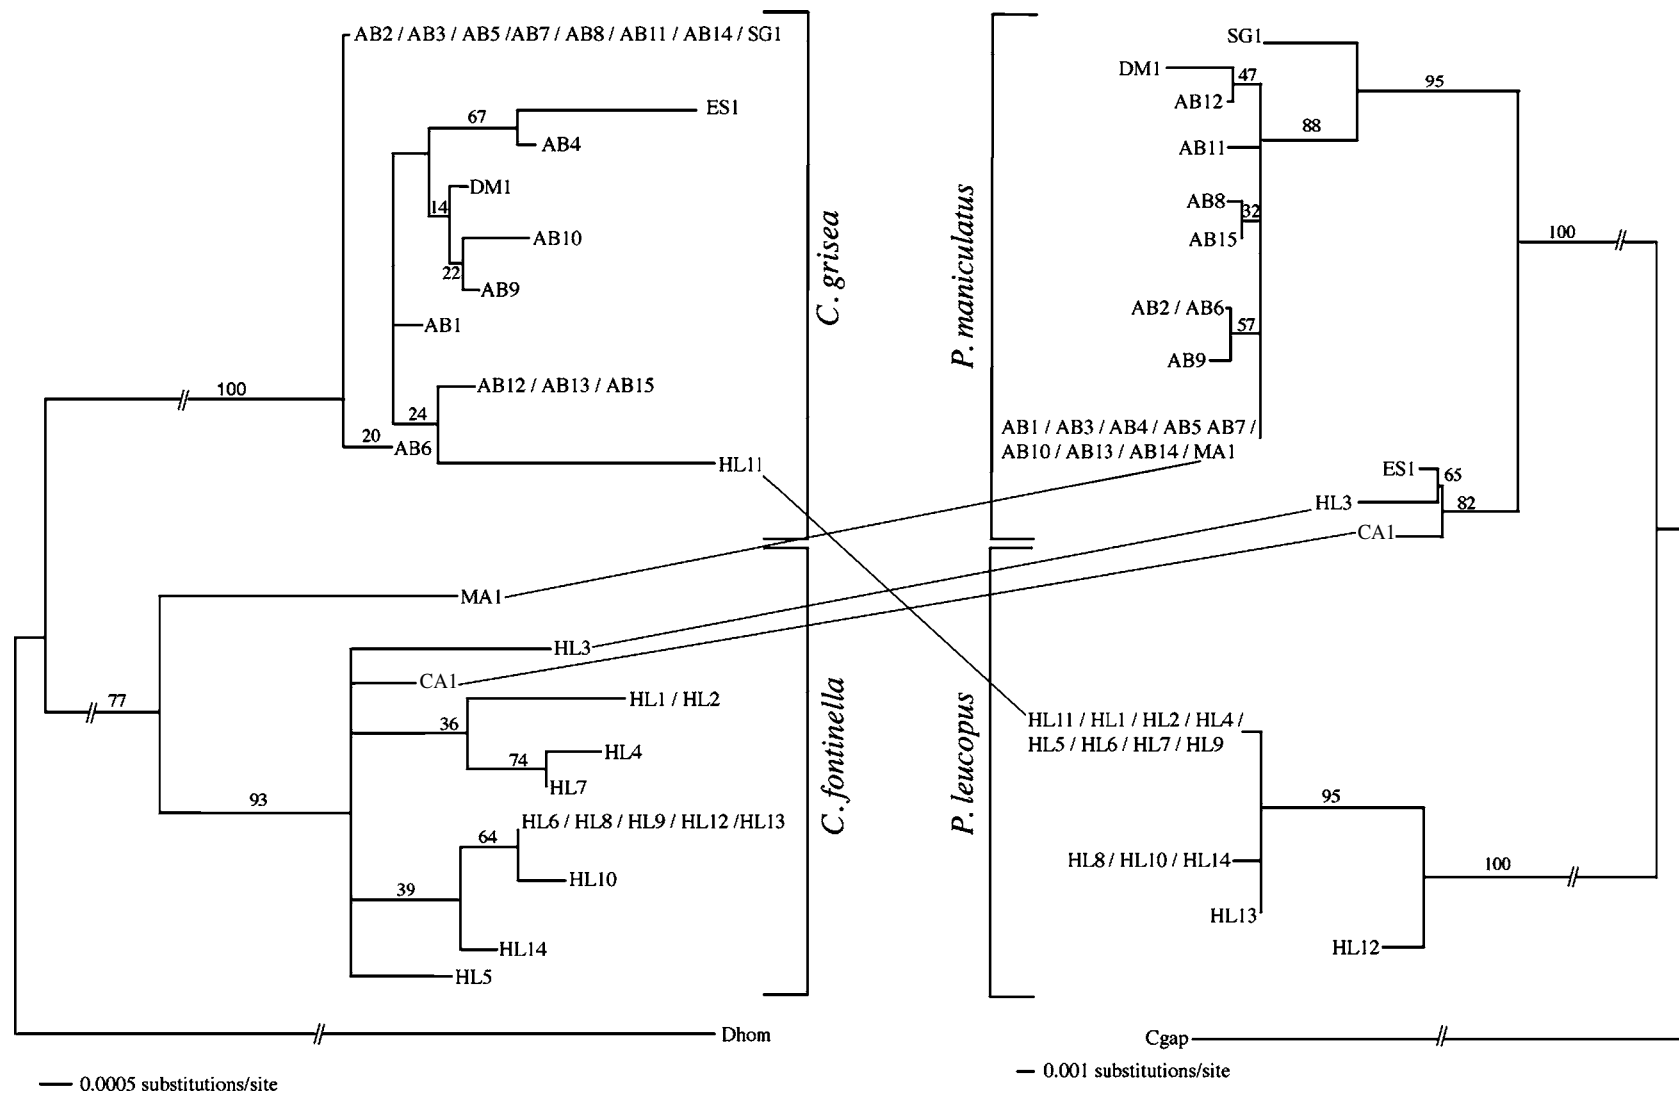 AB2 / AB3 / AB5 /AB7 / AB8 / AB11 / AB14 / SG1
67
ES1
AB4
DM1
14
AB10
22
AB9
AB1
AB12 / AB13 / AB15
24
100
20
AB6
HL11
C. grisea
MA1
HL3
CA1
77
HL1 / HL2
36
HL4
74
HL7
93
HL6 / HL8 / HL9 / HL12 /HL13
64
HL10
39
HL14
HL5
C. fontinella
Dhom
0.0005 substitutions/site
P. maniculatus
SG1
DM1
47
AB12
95
88
AB11
AB8
32
AB15
100
AB2 / AB6
57
AB9
AB1 / AB3 / AB4 / AB5 AB7 /
AB10 / AB13 / AB14 / MA1
ES1
65
HL3
82
CA1
P. leucopus
HL11 / HL1 / HL2 / HL4 /
HL5 / HL6 / HL7 / HL9
95
HL8 / HL10 / HL14
100
HL13
HL12
Cgap
0.001 substitutions/site